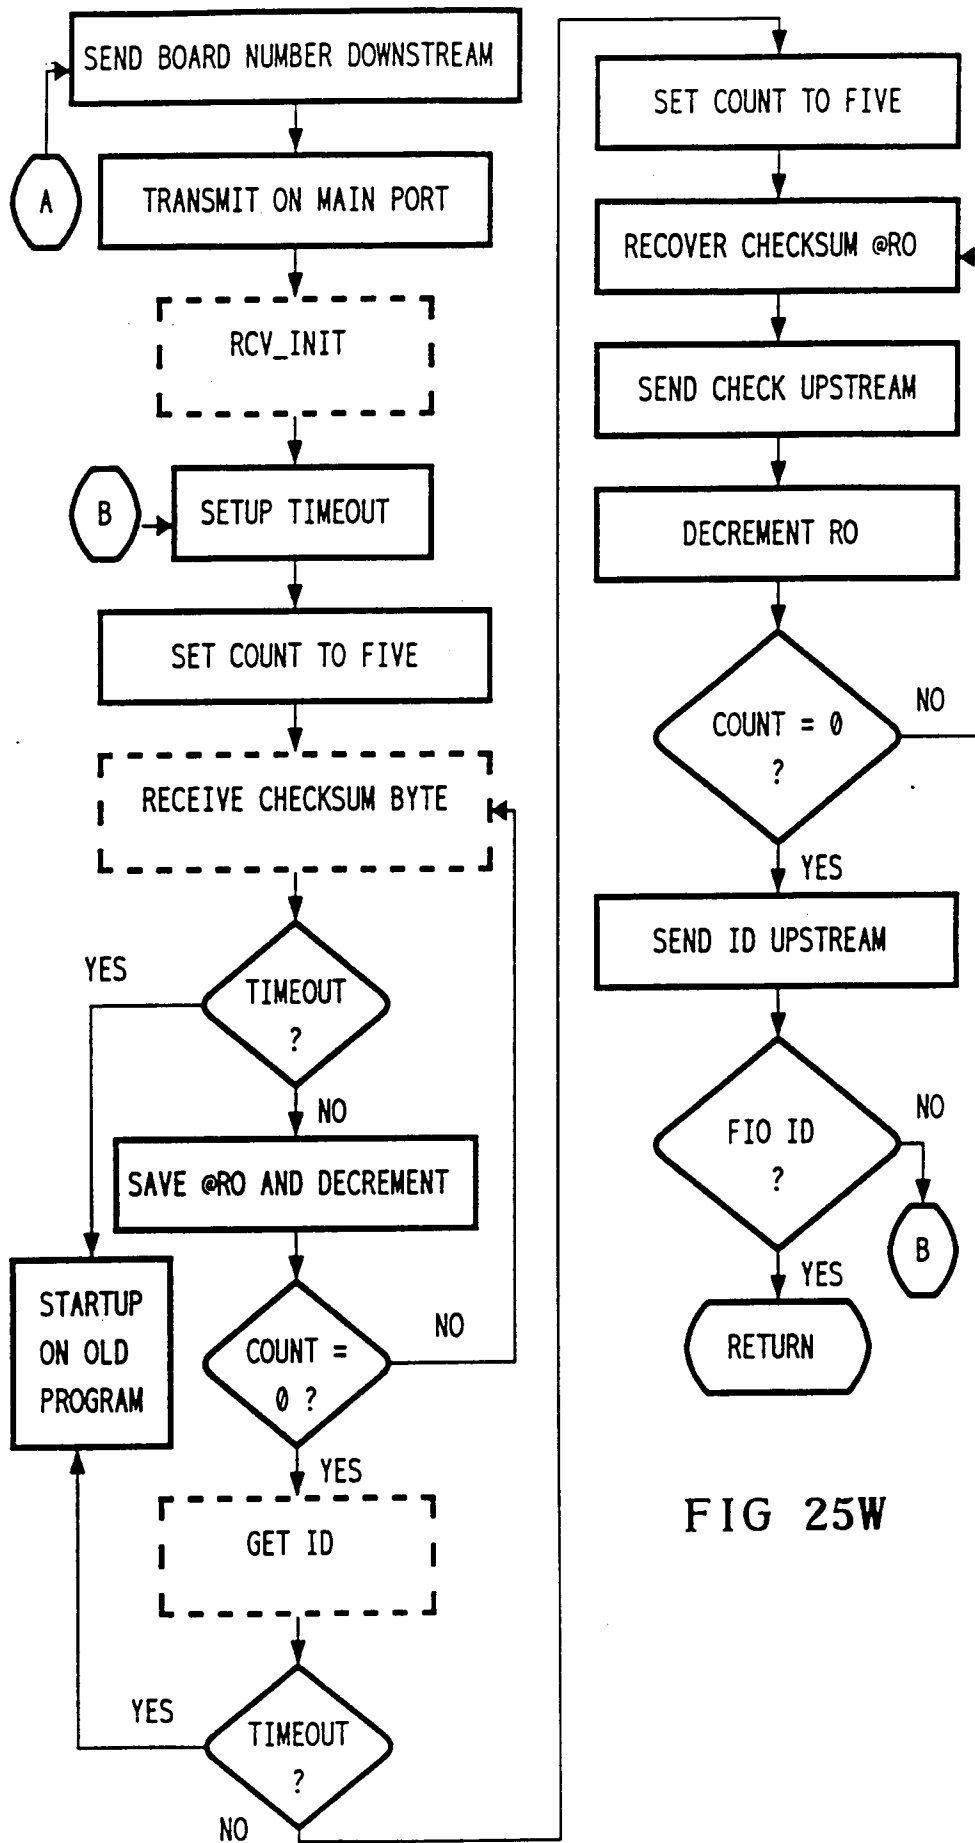 SEND BOARD NUMBER DOWNSTREAM
A
TRANSMIT ON MAIN PORT
RCV_INIT
B
SETUP TIMEOUT
SET COUNT TO FIVE
RECEIVE CHECKSUM BYTE
YES
TIMEOUT
?
NO
SAVE @RO AND DECREMENT
STARTUP
ON OLD
PROGRAM
COUNT =
0 ?
NO
YES
GET ID
YES
TIMEOUT
?
NO
SET COUNT TO FIVE
RECOVER CHECKSUM @RO
SEND CHECK UPSTREAM
DECREMENT RO
COUNT = 0
?
NO
YES
SEND ID UPSTREAM
FIO ID
?
NO
B
YES
RETURN
FIG 25W